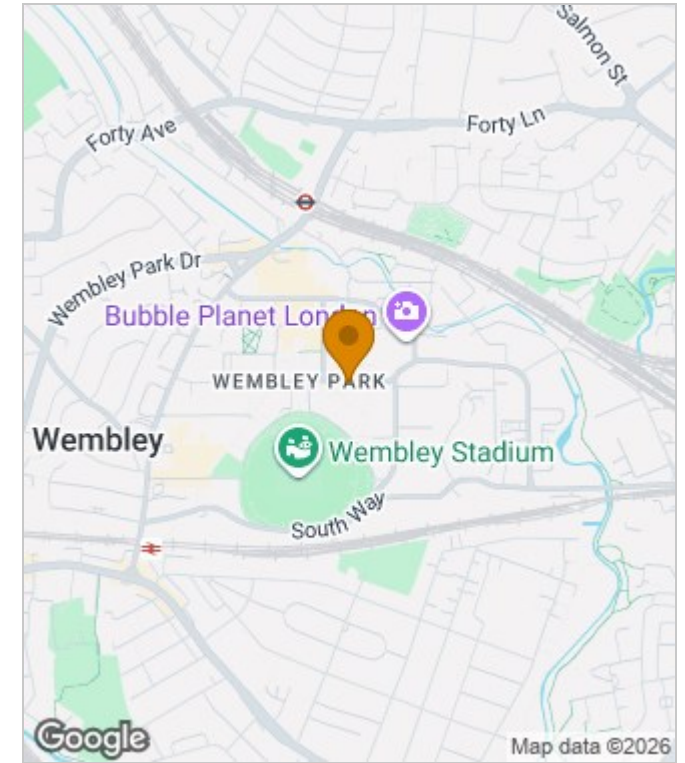 Salmon St
Forty Ave
Forty Ln
Wembley Park Dr
Bubble Planet London
WEMBLEY PARK
Wembley
Wembley Stadium
South Way
Google
Map data ©2026